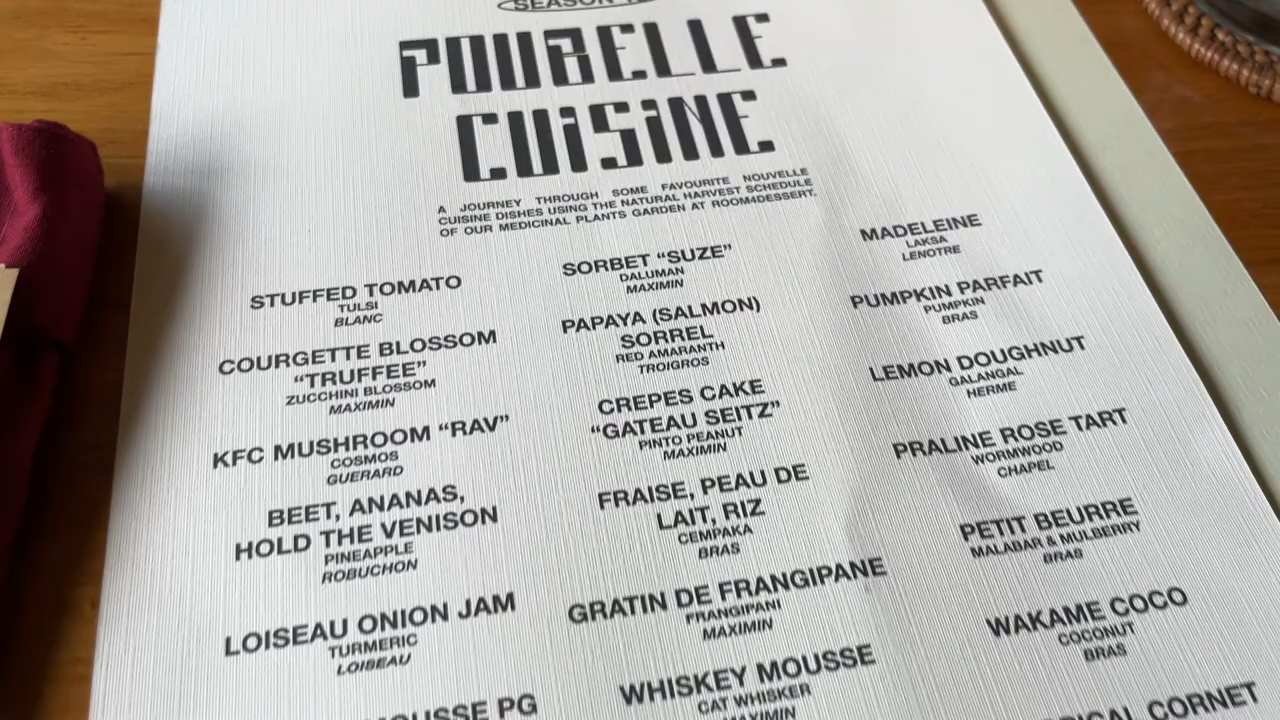 SEASON
POUBELLE
CUISINE
A JOURNEY THROUGH SOME FAVOURITE NOUVELLE
CUISINE DISHES USING THE NATURAL HARVEST SCHEDULE
OF OUR MEDICINAL PLANTS GARDEN AT ROOM4DESSERT.
STUFFED TOMATO
TULSI
BLANC
COURGETTE BLOSSOM
“TRUFFEE”
ZUCCHINI BLOSSOM
MAXIMIN
KFC MUSHROOM “RAV”
COSMOS
GUERARD
BEET, ANANAS,
HOLD THE VENISON
PINEAPPLE
ROBUCHON
LOISEAU ONION JAM
TURMERIC
LOISEAU
PG
SORBET “SUZE”
DALUMAN
MAXIMIN
PAPAYA (SALMON)
SORREL
RED AMARANTH
TROIGROS
CREPES CAKE
“GATEAU SEITZ”
PINTO PEANUT
MAXIMIN
FRAISE, PEAU DE
LAIT, RIZ
CEMPAKA
BRAS
GRATIN DE FRANGIPANE
FRANGIPANI
MAXIMIN
WHISKEY MOUSSE
CAT WHISKER
MAXIMIN
MADELEINE
LAKSA
LENOTRE
PUMPKIN PARFAIT
PUMPKIN
BRAS
LEMON DOUGHNUT
GALANGAL
HERME
PRALINE ROSE TART
WORMWOOD
CHAPEL
PETIT BEURRE
MALABAR & MULBERRY
BRAS
WAKAME COCO
COCONUT
BRAS
CORNET